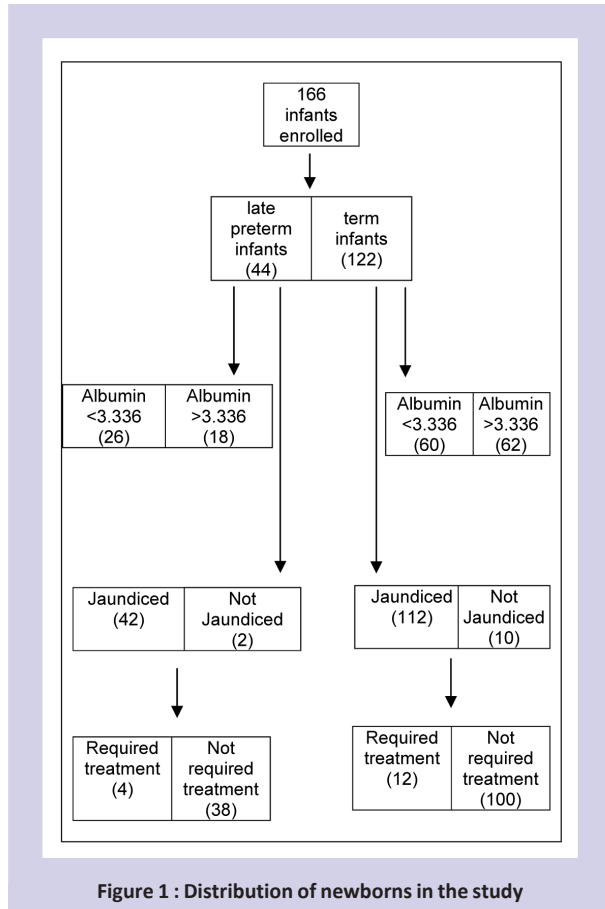 166
infants
enrolled
late
preterm
infants
(44)
term
infants
(122)
Albumin
<3.336
(26)
Albumin
>3.336
(18)
Albumin
<3.336
(60)
Albumin
>3.336
(62)
Jaundiced
(42)
Not
Jaundiced
(2)
Jaundiced
(112)
Not
Jaundiced
(10)
Required
treatment
(4)
Not
required
treatment
(38)
Required
treatment
(12)
Not
required
treatment
(100)
Figure 1 : Distribution of newborns in the study